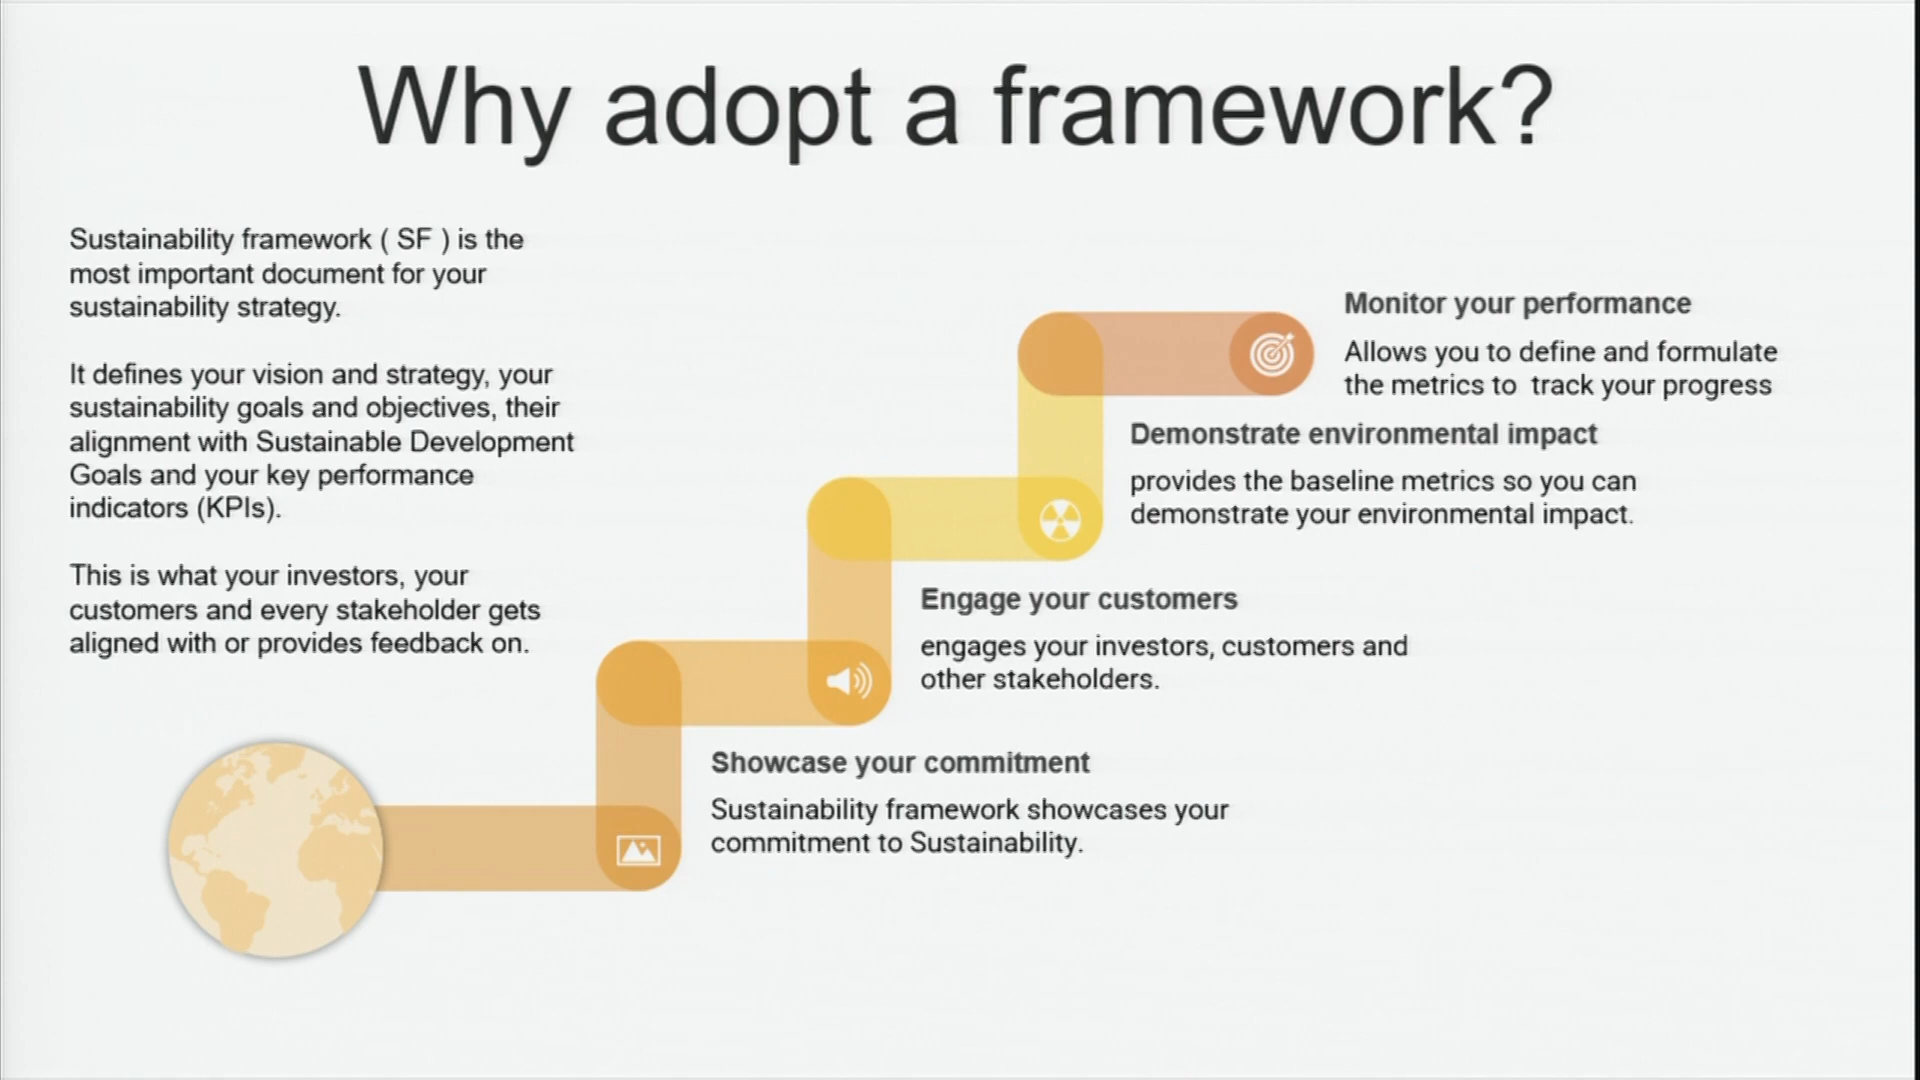 Why adopt a framework?
Sustainability framework ( SF ) is the
most important document for your
sustainability strategy.
It defines your vision and strategy, your
sustainability goals and objectives, their
alignment with Sustainable Development
Goals and your key performance
indicators (KPIs).
This is what your investors, your
customers and every stakeholder gets
aligned with or provides feedback on.
Monitor your performance
Allows you to define and formulate
the metrics to  track your progress
Demonstrate environmental impact
provides the baseline metrics so you can
demonstrate your environmental impact.
Engage your customers
engages your investors, customers and
other stakeholders.
Showcase your commitment
Sustainability framework showcases your
commitment to Sustainability.